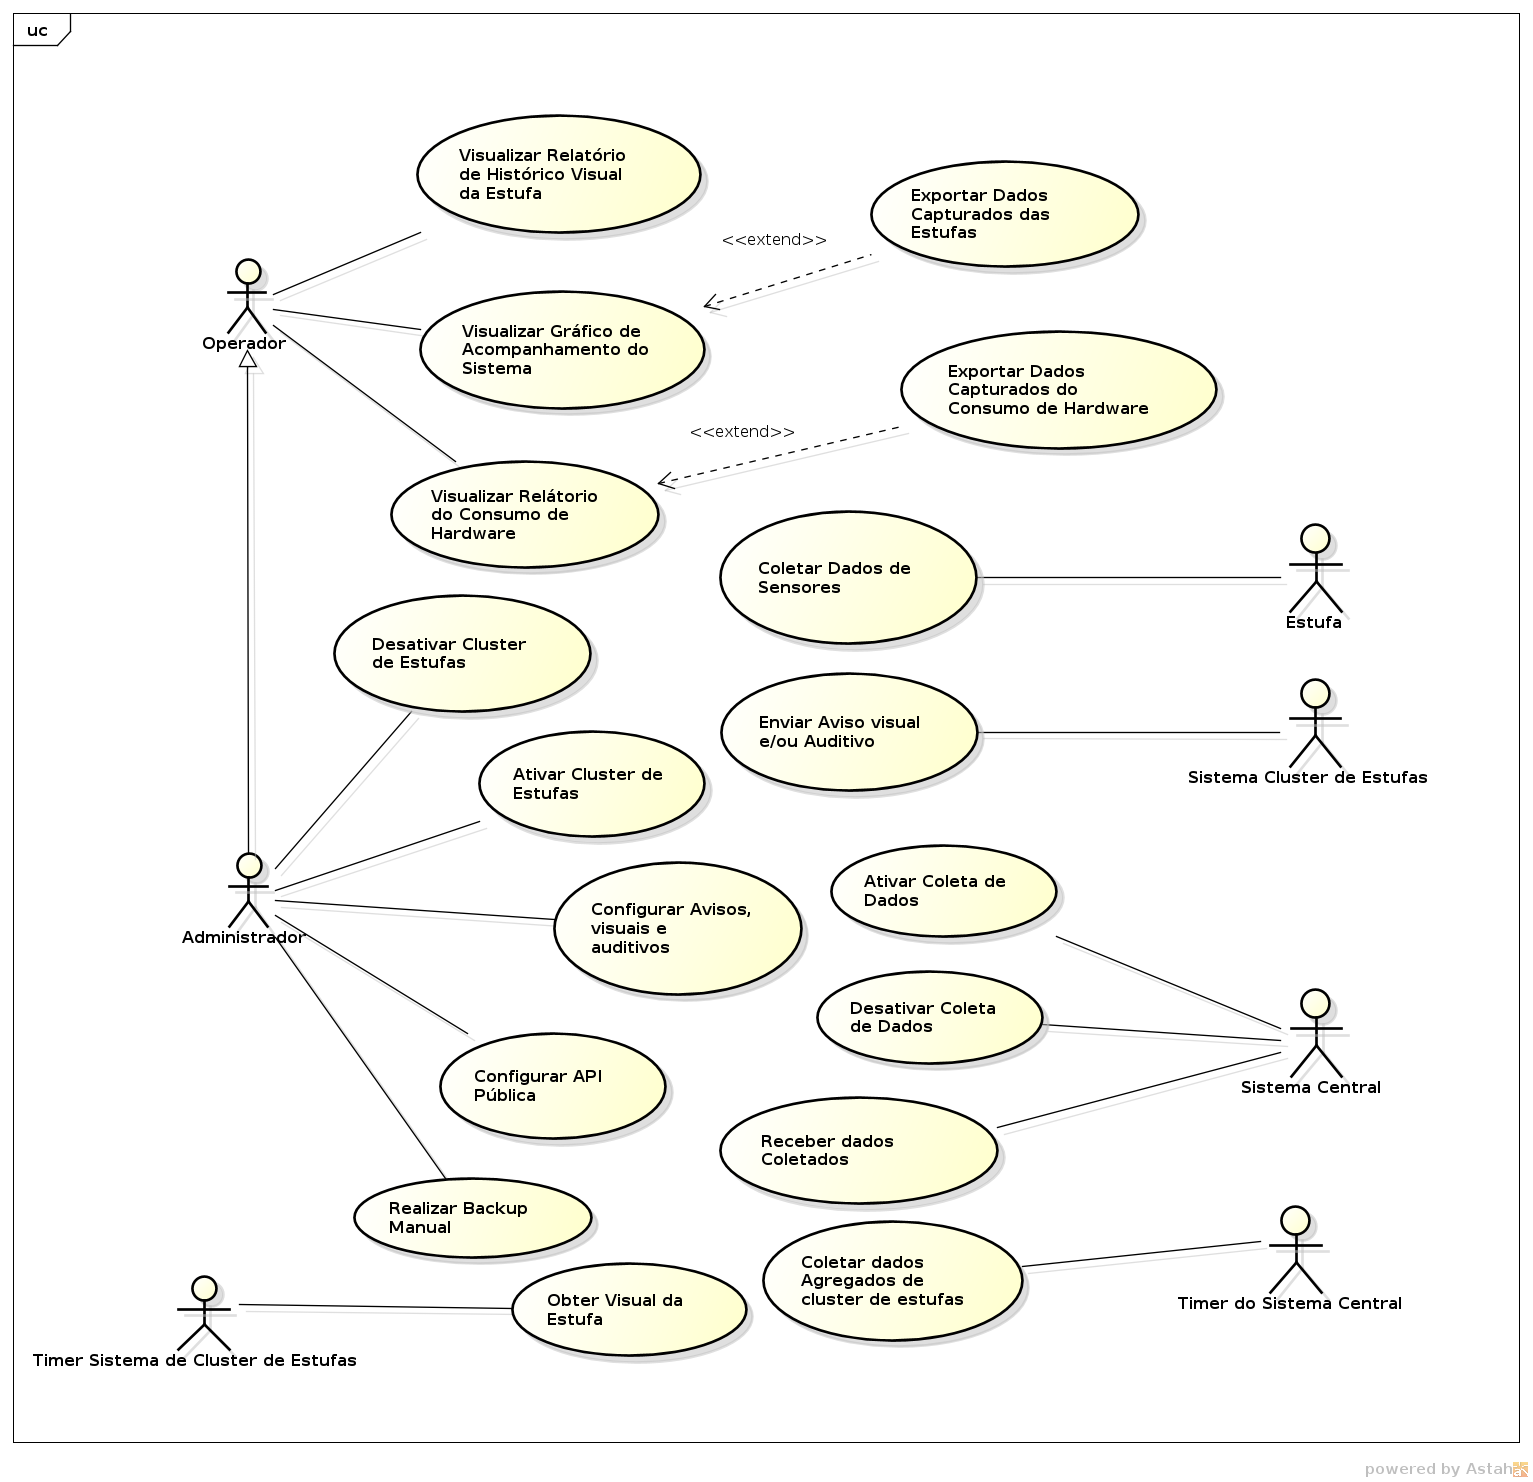 uc
Visualizar Relatório
de Histórico Visual
da Estufa
Exportar Dados
Capturados das
Estufas
<<extend>>
Operador
Visualizar Gráfico de
Acompanhamento do
Sistema
Exportar Dados
Capturados do
Consumo de Hardware
<<extend>>
Visualizar Relátorio
do Consumo de
Hardware
Coletar Dados de
Sensores
Estufa
Desativar Cluster
de Estufas
Enviar Aviso visual
e/ou Auditivo
Sistema Cluster de Estufas
Ativar Cluster de
Estufas
Administrador
Configurar Avisos,
visuais e
auditivos
Ativar Coleta de
Dados
Desativar Coleta
de Dados
Sistema Central
Configurar API
Pública
Receber dados
Coletados
Realizar Backup
Manual
Coletar dados
Agregados de
cluster de estufas
Timer do Sistema Central
Obter Visual da
Estufa
Timer Sistema de Cluster de Estufas
powered by Astah